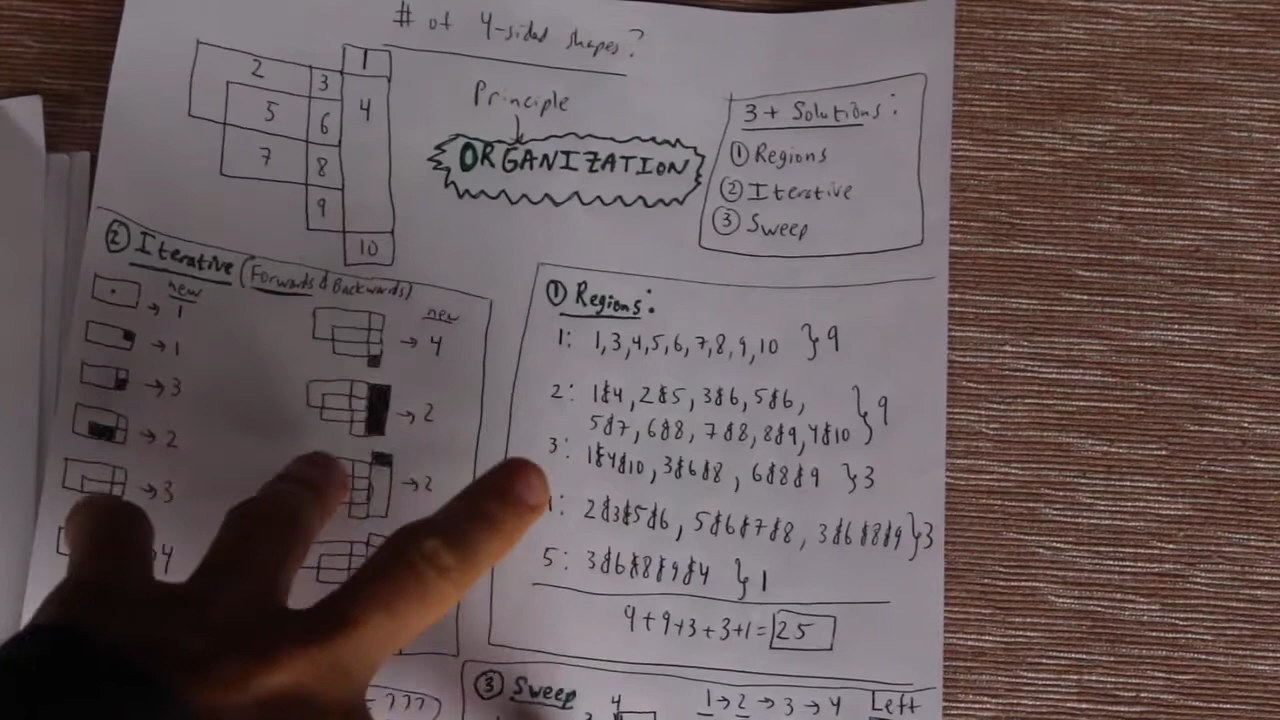 # of 4-sided shapes?
1
2
3
4
5
6
7
8
9
10
Principle
ORGANIZATION
3+ Solutions:
① Regions
② Iterative
③ Sweep
② Iterative (Forwards & Backwards)
new
→ 1
→ 1
→ 3
→ 2
→ 3
→ 4
new
→ 4
→ 2
→ 2
① Regions:
1: 1,3,4,5,6,7,8,9,10 } 9
2: 1&4, 2&5, 3&6, 5&6,
5&7, 6&8, 7&8, 8&9, 4&10 } 9
3: 1&4&10, 3&6&8, 6&8&9 } 3
: 2&3&5&6, 5&6&7&8, 3&6&8&9 } 3
5: 3&6&8&9&4 } 1
9+9+3+3+1= 25
= ???
③ Sweep
4
1→2→3→4 Left